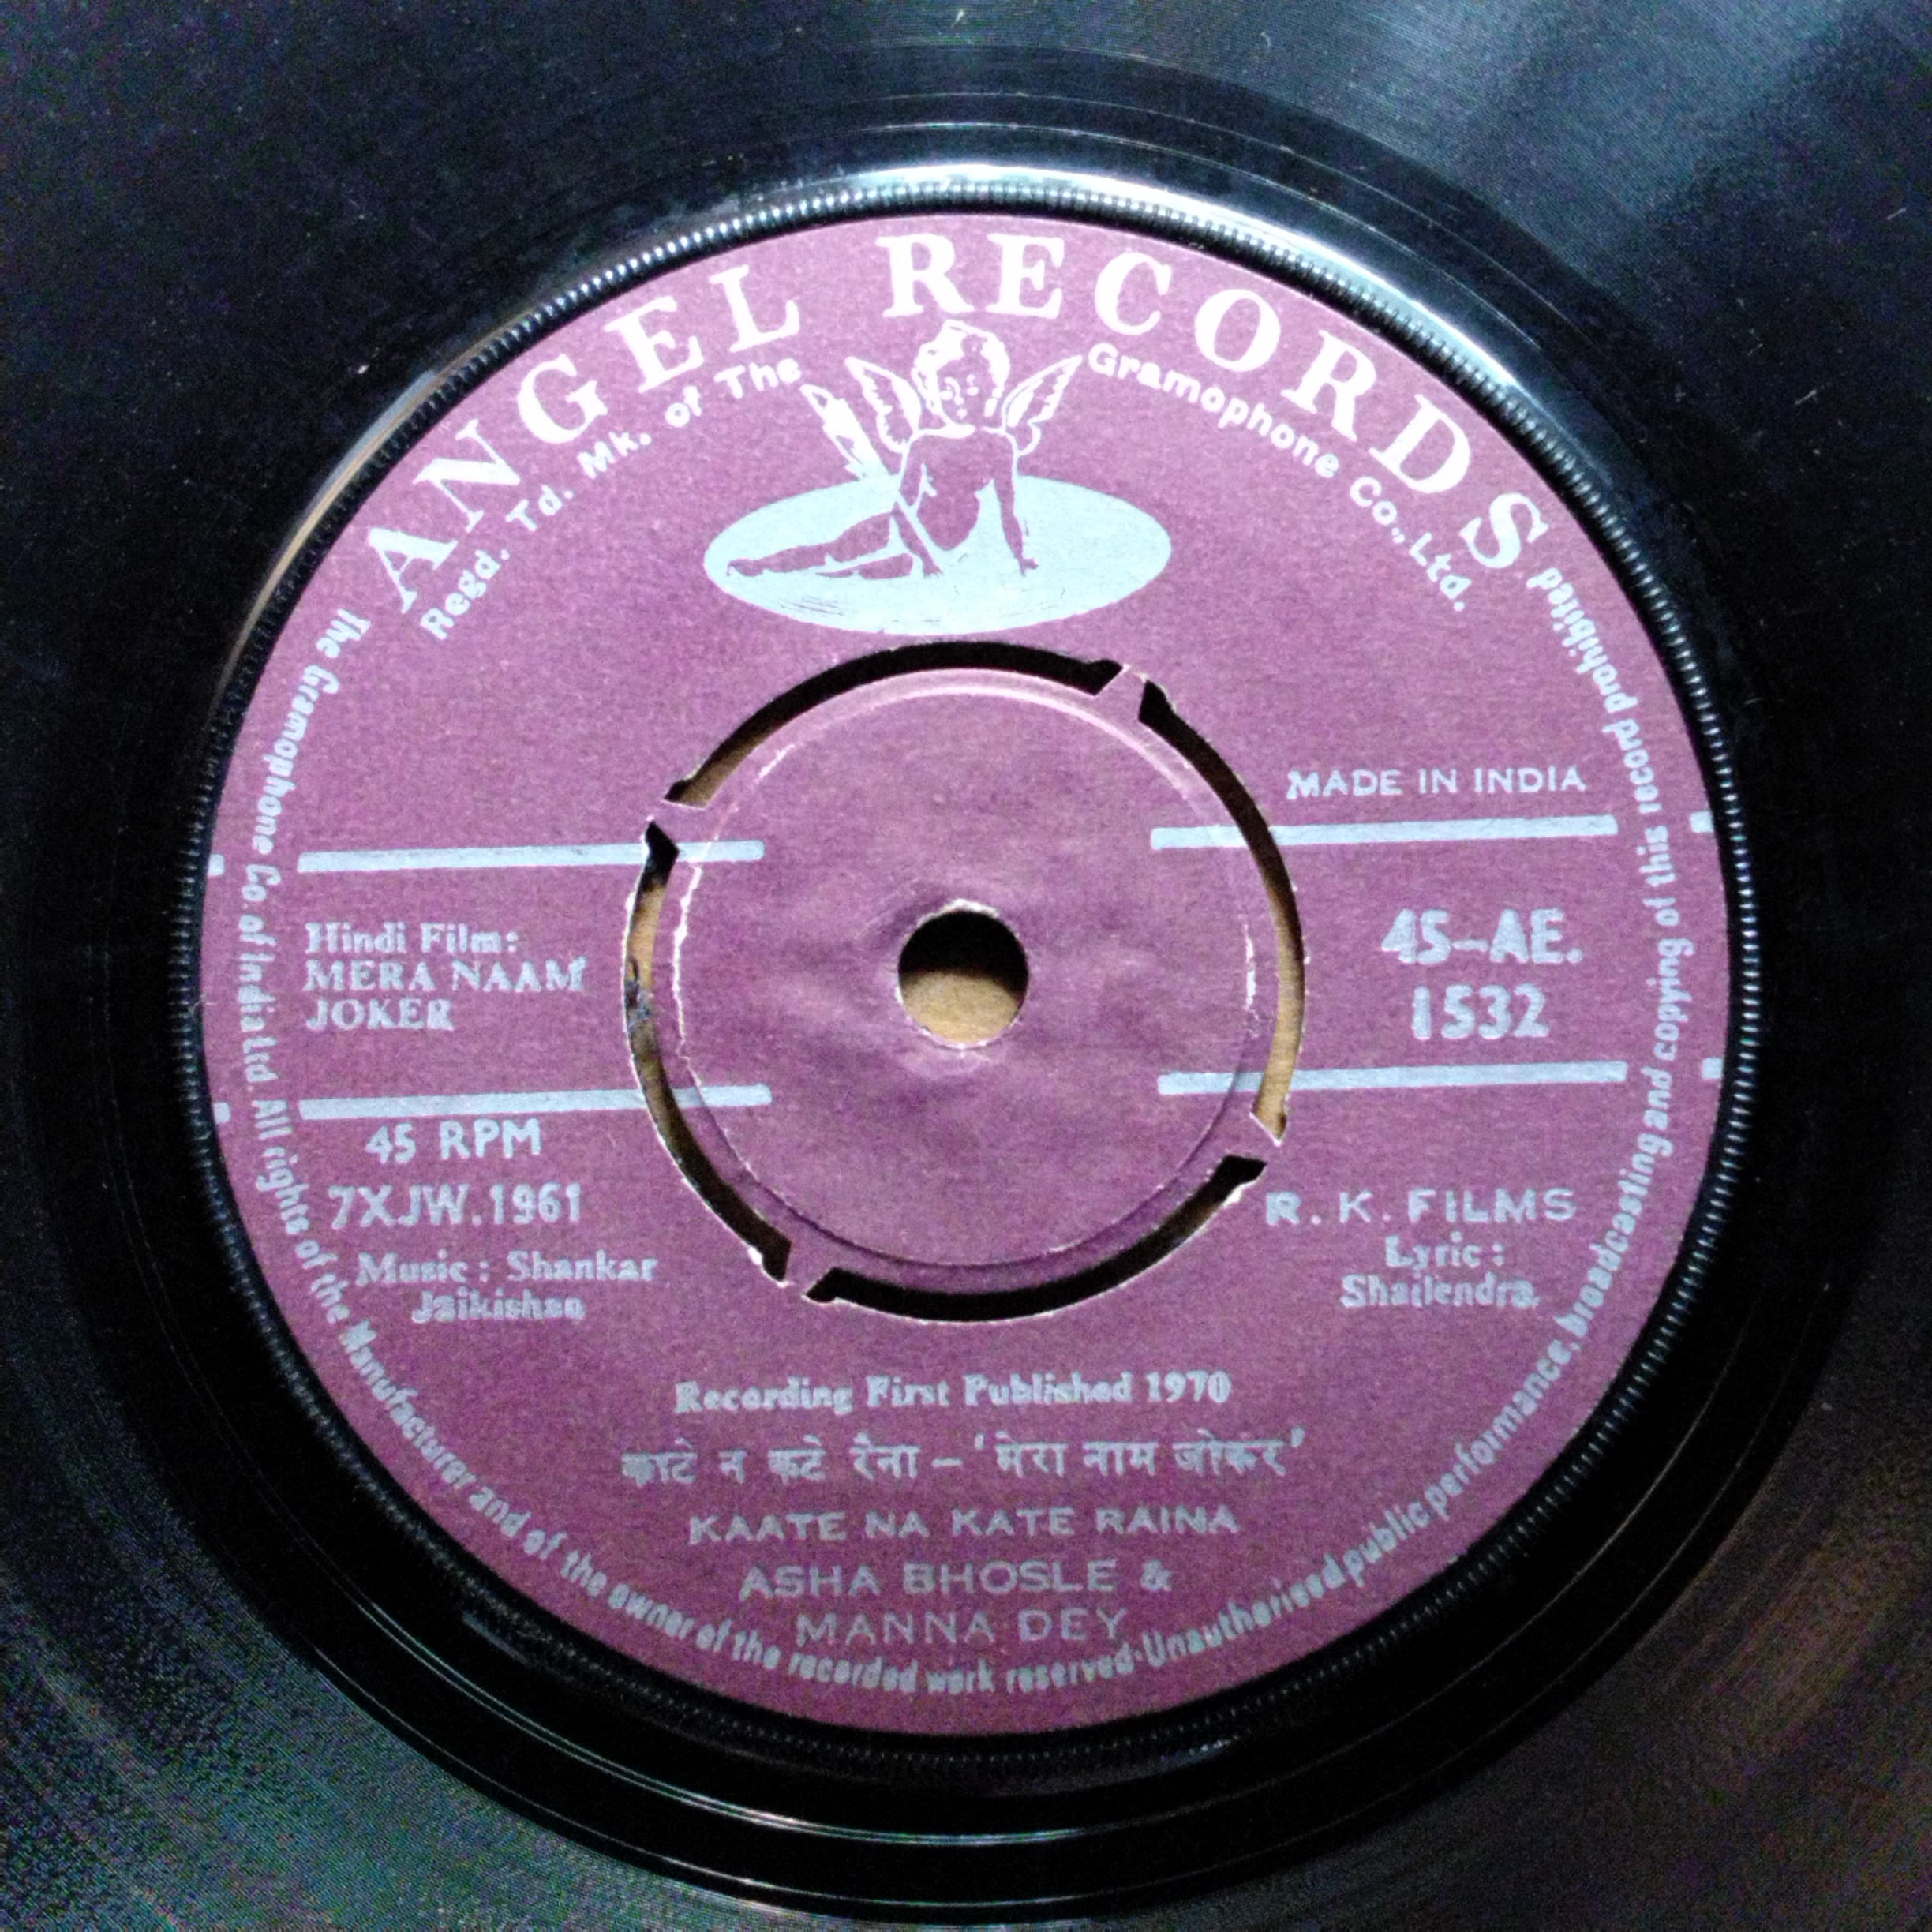 ANGEL RECORDS
Regd. Td. Mk. of The Gramophone Co., Ltd.
MADE IN INDIA
Hindi Film:
MERA NAAM
JOKER
45-AE.
1532
45 RPM
7XJW.1961
Music: Shankar
Jaikishan
R. K. FILMS
Lyric:
Shailendra.
Recording First Published 1970
काटे न कटे रैना - 'मेरा नाम जोकर'
KAATE NA KATE RAINA
ASHA BHOSLE &
MANNA DEY
The Gramophone Co of India Ltd. All rights of the Manufacturer and of the owner of the recorded work reserved·Unauthorised public performance, broadcasting and copying of this record prohibited